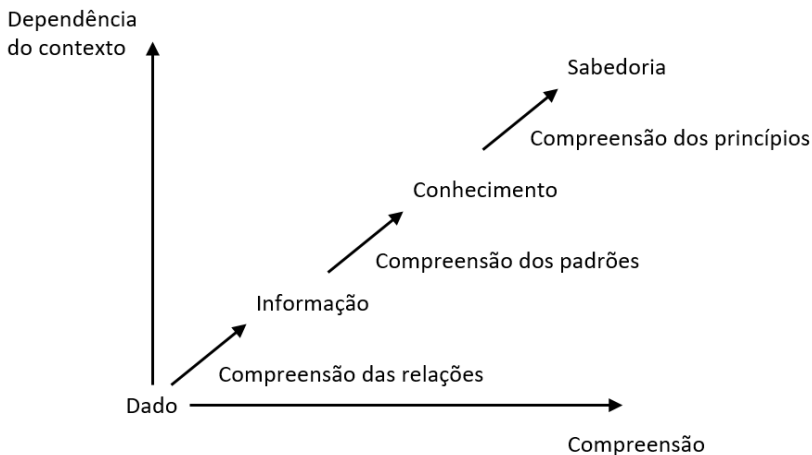 Dependência
do contexto
Sabedoria
Compreensão dos princípios
Conhecimento
Compreensão dos padrões
Informação
Compreensão das relações
Dado
Compreensão